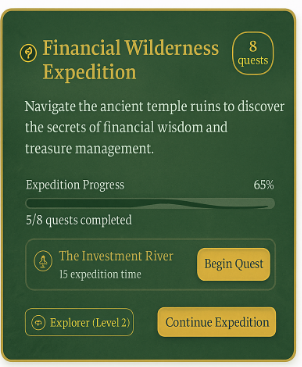 Financial Wilderness
Expedition
8
quests
Navigate the ancient temple ruins to discover
the secrets of financial wisdom and
treasure management.
Expedition Progress
65%
5/8 quests completed
The Investment River
15 expedition time
Begin Quest
Explorer (Level 2)
Continue Expedition